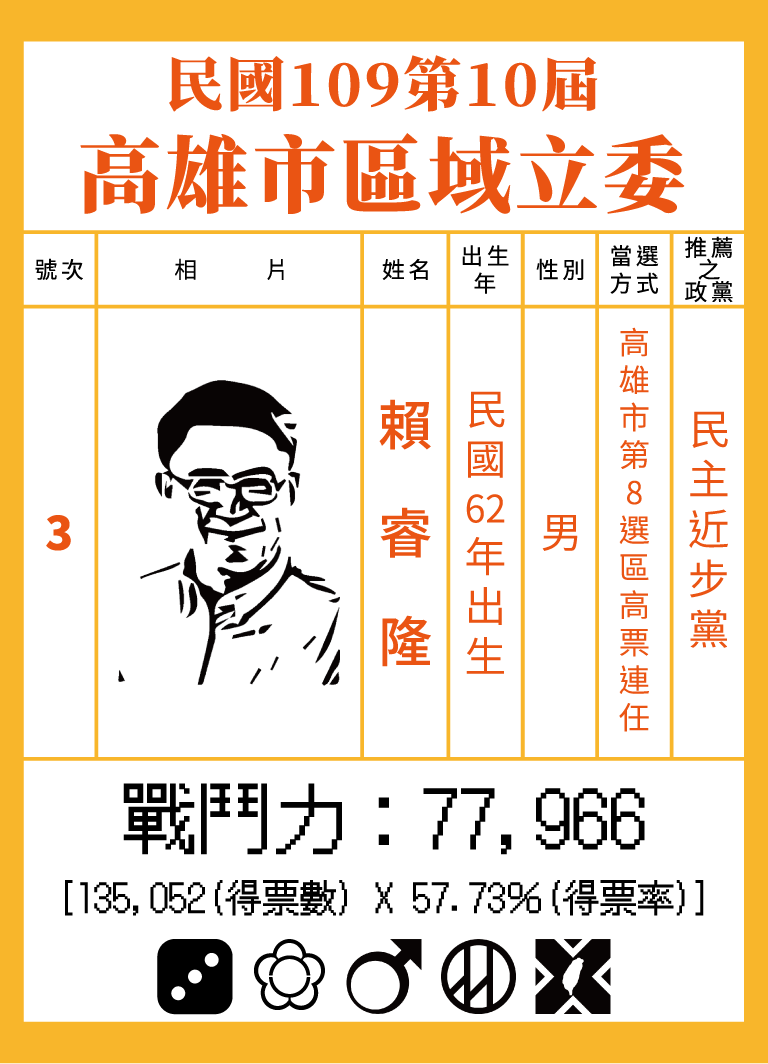 民國109第10屆
高雄市區域立委
號次 相 片 姓名 出生年 性別 當選方式 推薦之政黨
3
賴睿隆
民國62年出生
男
高雄市第8選區高票連任
民主近步黨
戰鬥力：77,966
[135,052(得票數) X 57.73%(得票率)]